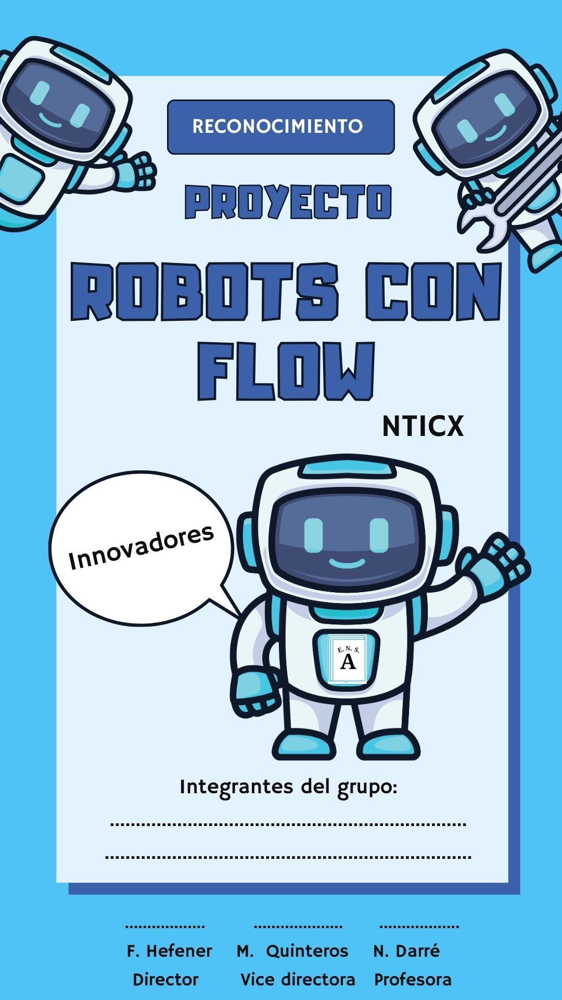 RECONOCIMIENTO
PROYECTO
ROBOTS CON
FLOW
NTICX
Innovadores
E. N. S.
A
Integrantes del grupo:
......................................................................
........................................................................
.................. .................... ..................
F. Hefener M. Quinteros N. Darré
Director Vice directora Profesora